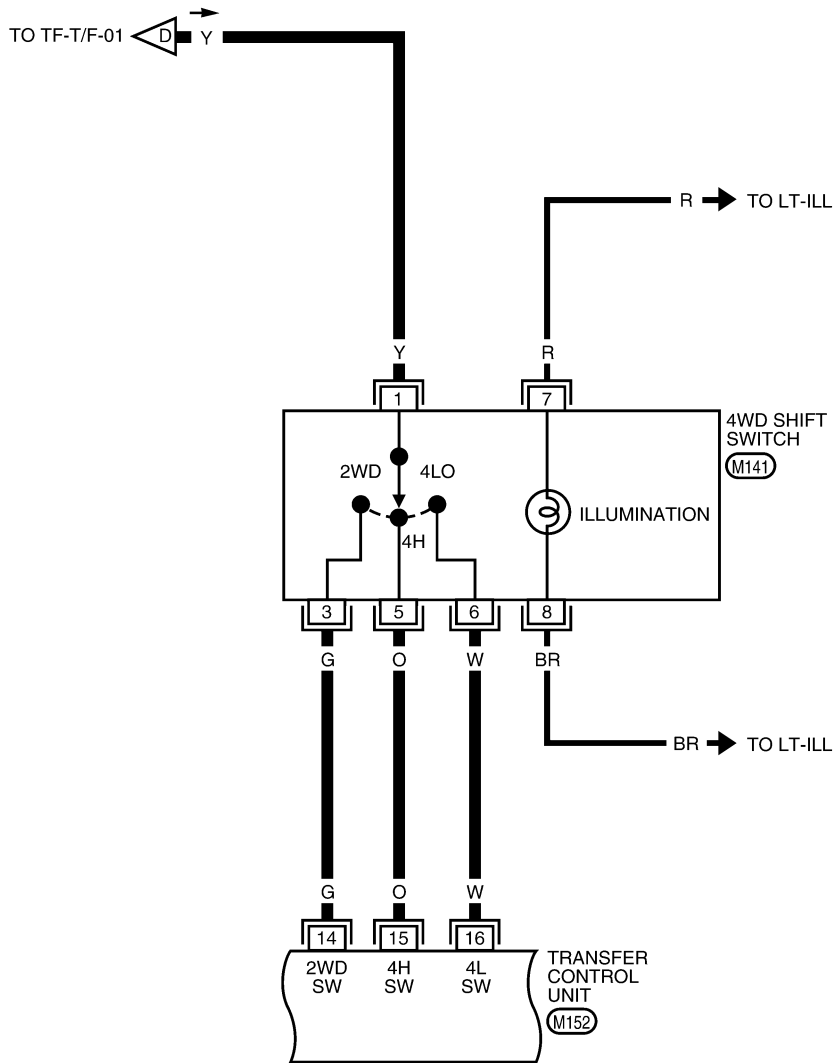 TO TF-T/F-01
D
Y
R
TO LT-ILL
Y
R
1
7
4WD SHIFT
SWITCH
M141
2WD
4LO
4H
ILLUMINATION
3
5
6
8
G
O
W
BR
BR
TO LT-ILL
G
O
W
14
15
16
2WD
SW
4H
SW
4L
SW
TRANSFER
CONTROL
UNIT
M152